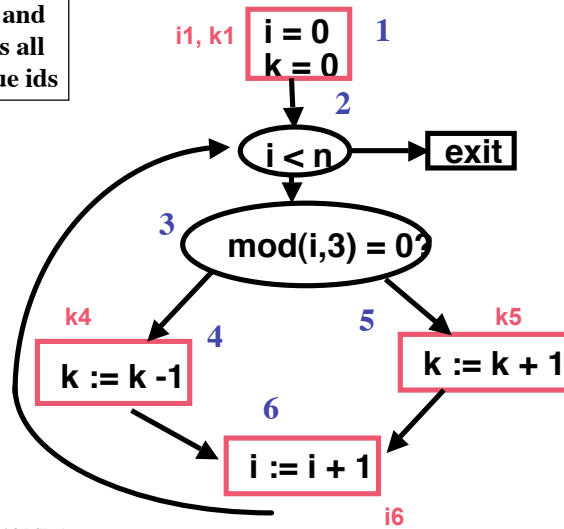 and
s all
ue ids
i1, k1
i = 0
k = 0
1
2
i < n
exit
3
mod(i,3) = 0?
k4
4
k := k -1
5
k5
k := k + 1
6
i := i + 1
i6